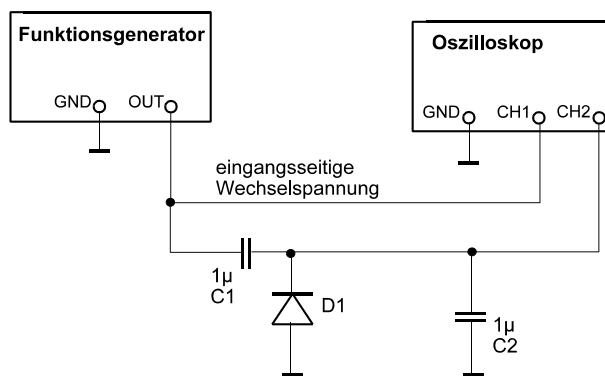 Funktionsgenerator
GND
OUT
Oszilloskop
GND
CH1
CH2
eingangsseitige
Wechselspannung
1µ
C1
D1
1µ
C2